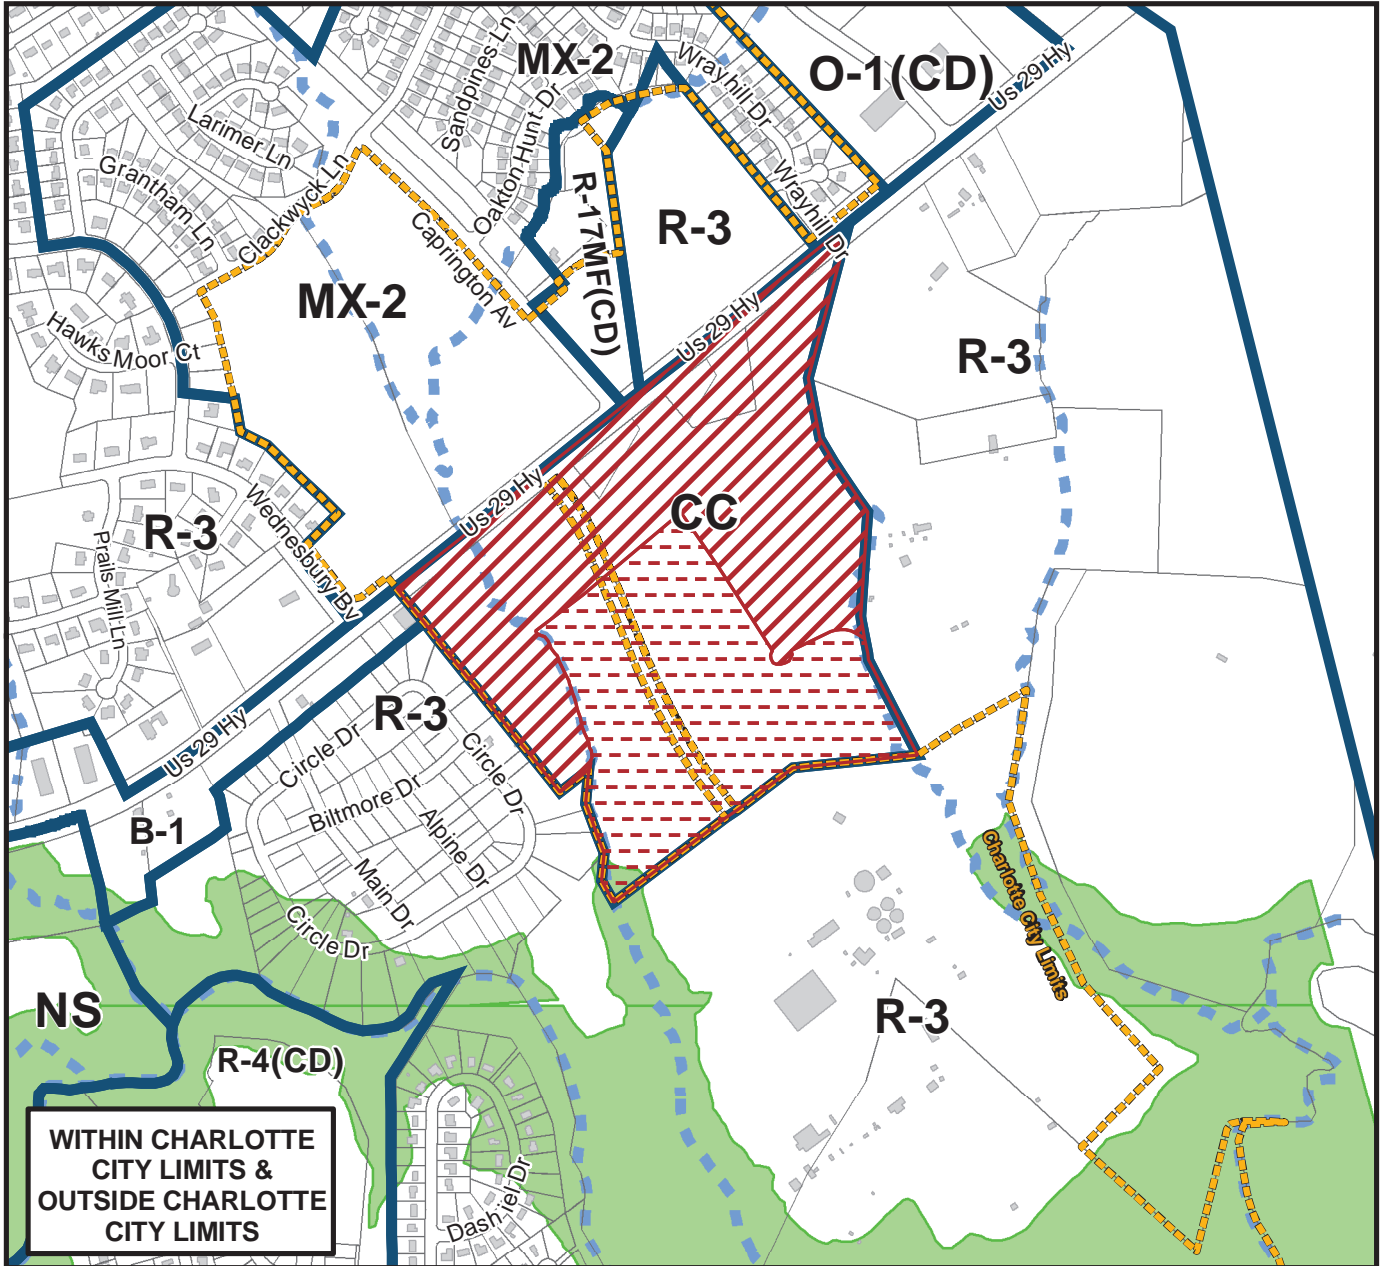 MX-2
O-1(CD)
Us 29 Hy
Sandpines Ln
Wrayhill Dr
Larimer Ln
Oakton Hunt Dr
Grantham Ln
Clackwyck Ln
Caprington Av
R-17MF(CD)
R-3
Wrayhill Dr
MX-2
Hawks Moor Ct
Us 29 Hy
R-3
Us 29 Hy
CC
R-3
Wednesbury Bv
Prails Mill Ln
R-3
Us 29 Hy
Circle Dr
Circle Dr
Biltmore Dr
Alpine Dr
B-1
Main Dr
Circle Dr
Charlotte City Limits
NS
R-3
R-4(CD)
WITHIN CHARLOTTE
CITY LIMITS &
OUTSIDE CHARLOTTE
CITY LIMITS
Dashiel Dr